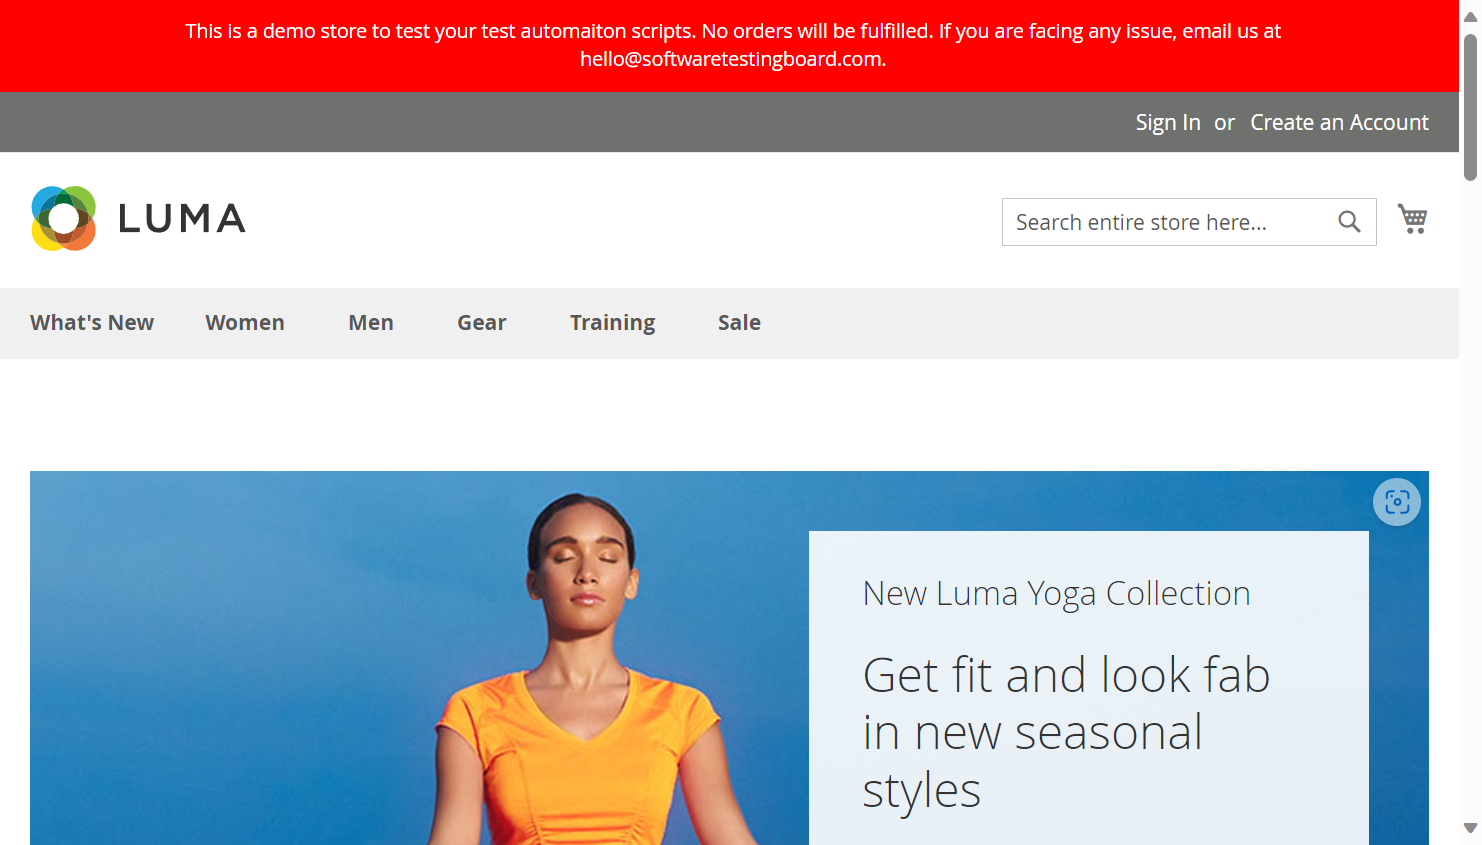 This is a demo store to test your test automaiton scripts. No orders will be fulfilled. If you are facing any issue, email us at
hello@softwaretestingboard.com.
Sign In or Create an Account
LUMA
Search entire store here...
What's New Women Men Gear Training Sale
New Luma Yoga Collection
Get fit and look fab
in new seasonal
styles